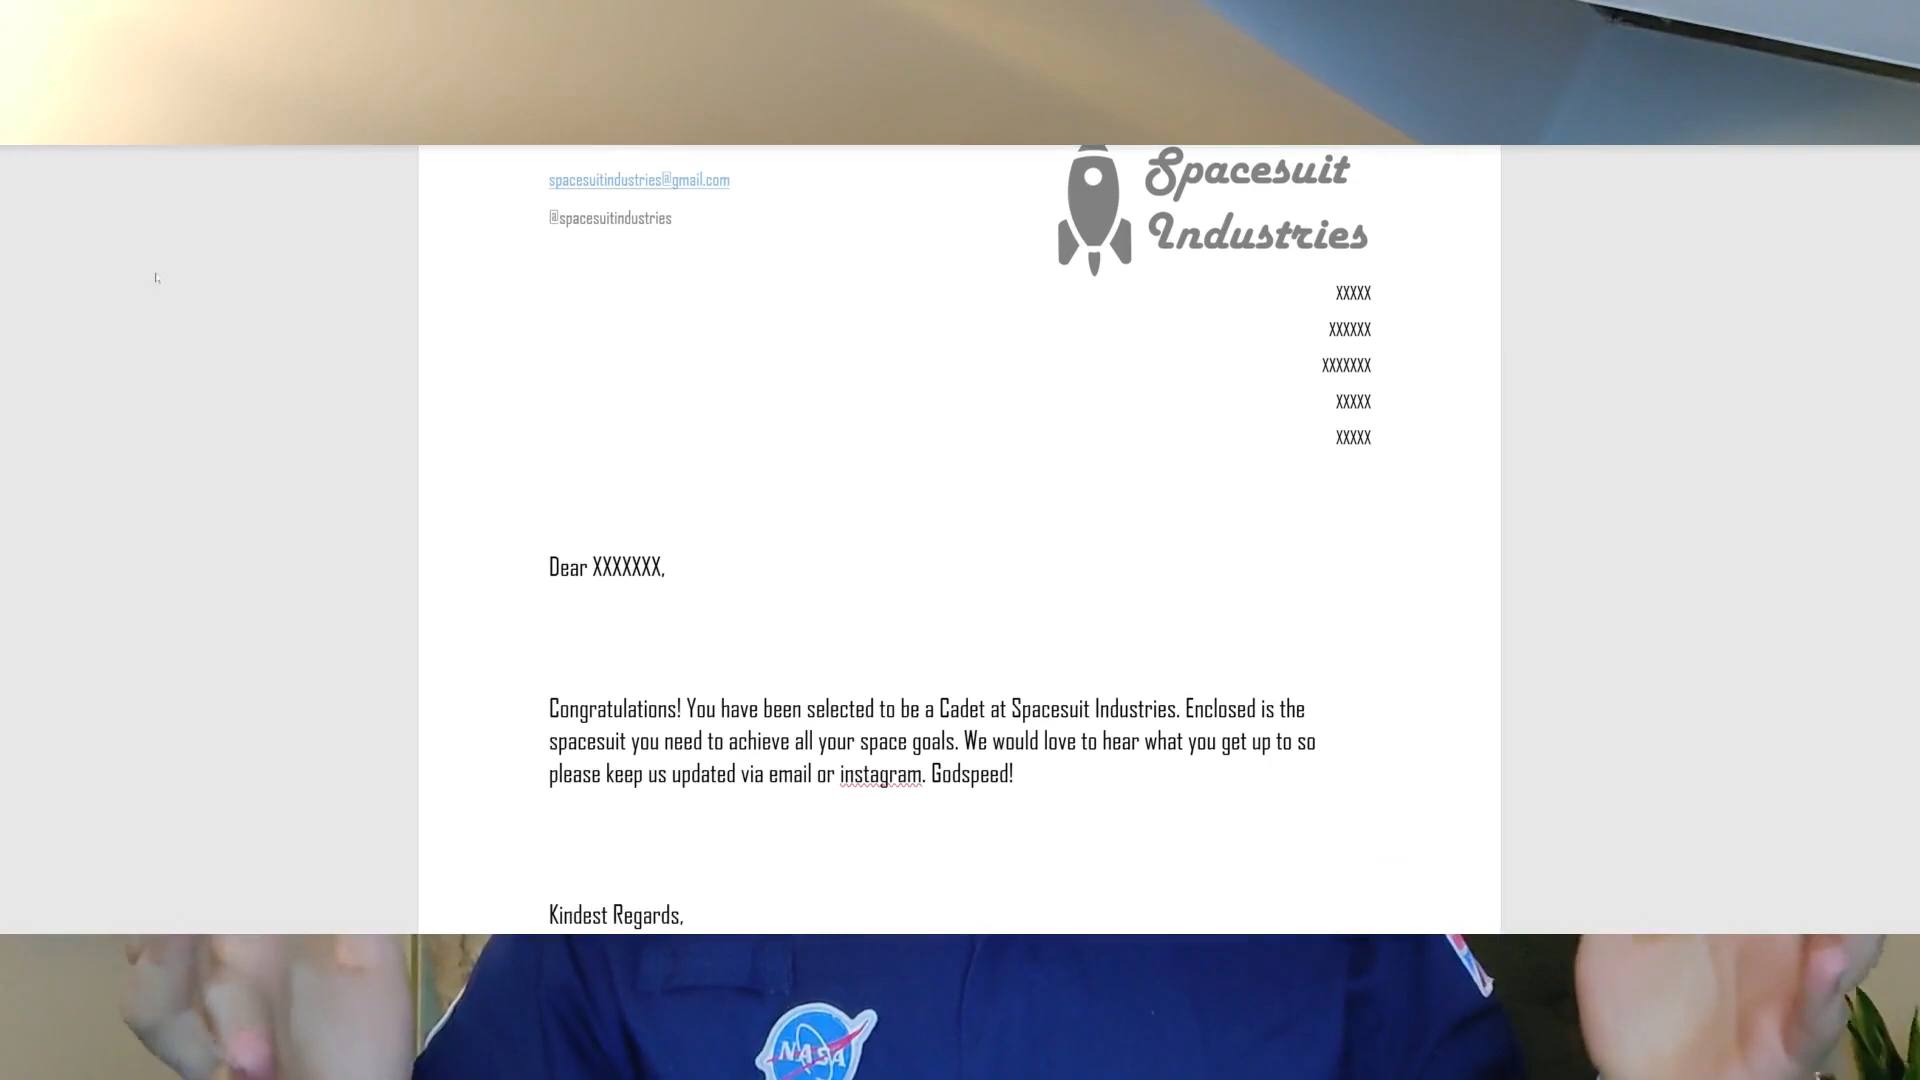 spacesuitindustries@gmail.com
@spacesuitindustries
Spacesuit
Industries
XXXXX
XXXXXX
XXXXXXX
XXXXX
XXXXX
Dear XXXXXXX,
Congratulations! You have been selected to be a Cadet at Spacesuit Industries. Enclosed is the
spacesuit you need to achieve all your space goals. We would love to hear what you get up to so
please keep us updated via email or instagram. Godspeed!
Kindest Regards,
NASA